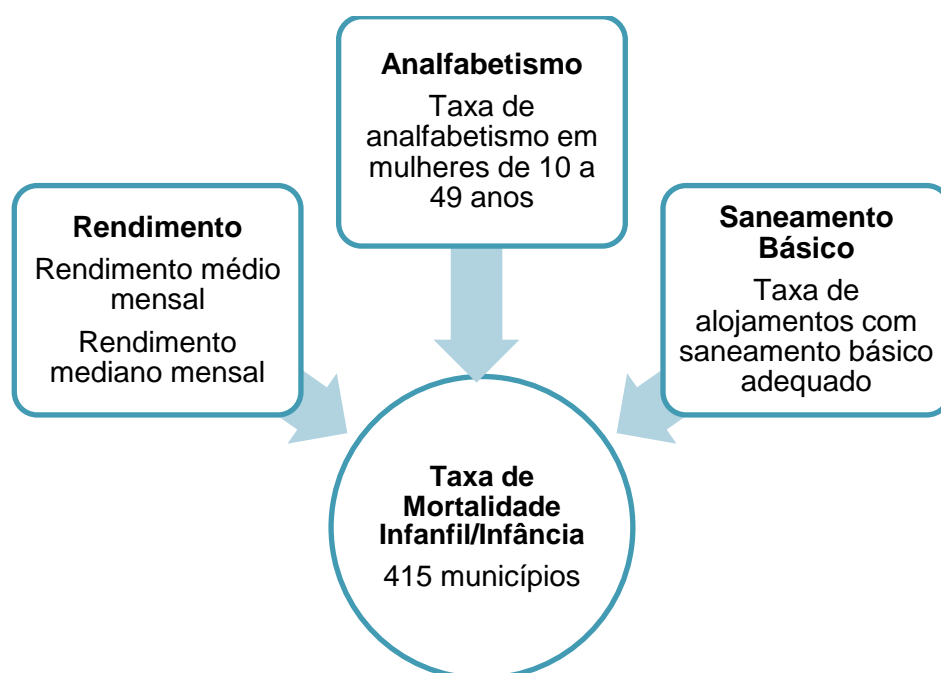 Analfabetismo
Taxa de
analfabetismo em
mulheres de 10 a
49 anos
Rendimento
Rendimento médio
mensal
Rendimento
mediano mensal
Saneamento
Básico
Taxa de
alojamentos com
saneamento básico
adequado
Taxa de
Mortalidade
Infanfil/Infância
415 municípios